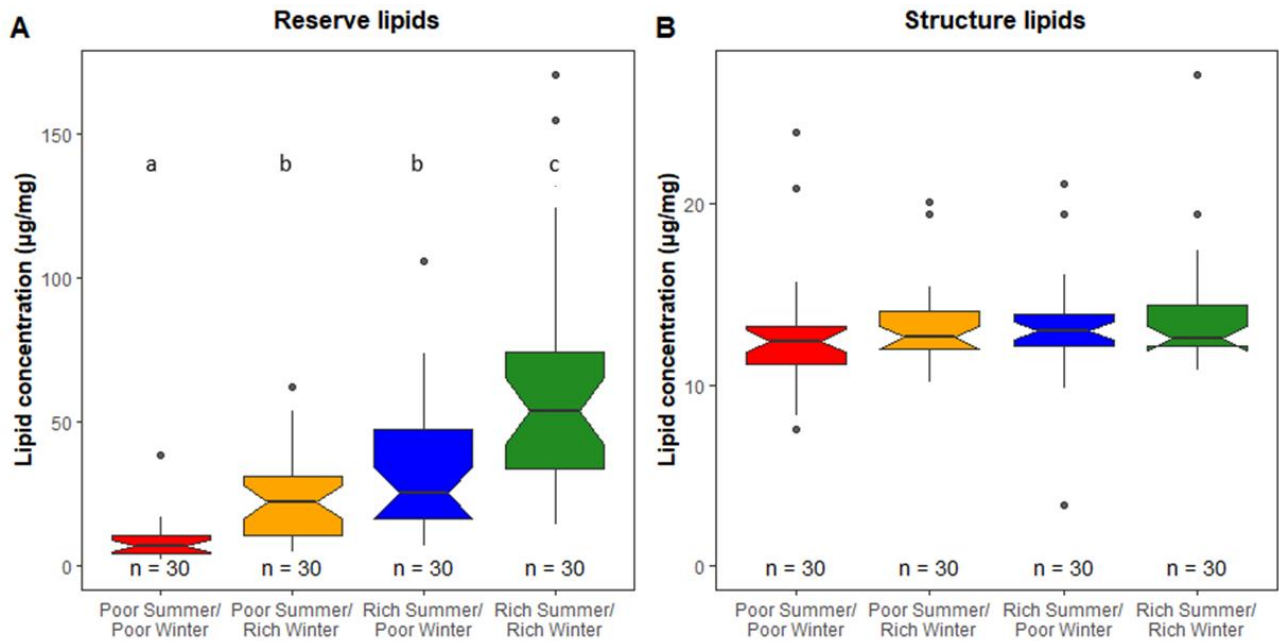 A
Reserve lipids
Lipid concentration (µg/mg)
150
100
50
0
a
b
b
c
n = 30
n = 30
n = 30
n = 30
Poor Summer/
Poor Winter
Poor Summer/
Rich Winter
Rich Summer/
Poor Winter
Rich Summer/
Rich Winter
B
Structure lipids
Lipid concentration (µg/mg)
20
10
0
n = 30
n = 30
n = 30
n = 30
Poor Summer/
Poor Winter
Poor Summer/
Rich Winter
Rich Summer/
Poor Winter
Rich Summer/
Rich Winter